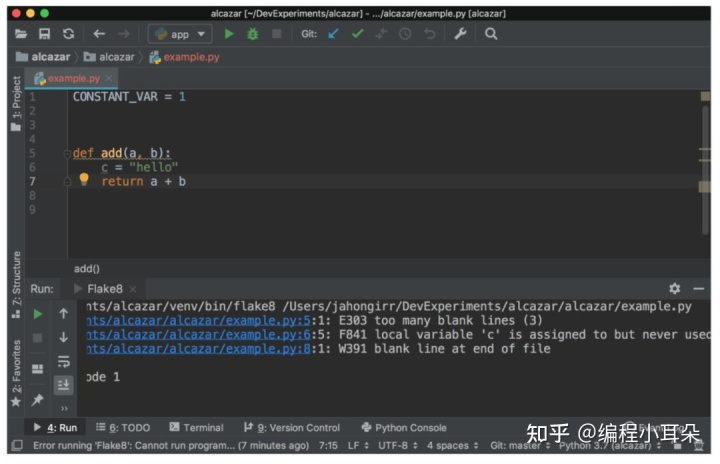 alcazar [~/DevExperiments/alcazar] - .../alcazar/example.py [alcazar]
app Git:
alcazar alcazar example.py
1: Project
example.py
1 CONSTANT_VAR = 1
2
3
4
5 def add(a, b):
6 c = "hello"
7 return a + b
8
9
add()
Z: Structure
2: Favorites
Run: Flake8
nts/alcazar/venv/bin/flake8 /Users/jahongirr/DevExperiments/alcazar/alcazar/example.py
nts/alcazar/alcazar/example.py:5:1: E303 too many blank lines (3)
nts/alcazar/alcazar/example.py:6:5: F841 local variable 'c' is assigned to but never used
nts/alcazar/alcazar/example.py:8:1: W391 blank line at end of file
ode 1
4: Run 6: TODO Terminal 9: Version Control Python Console
Error running 'Flake8': Cannot run program... (7 minutes ago) 7:15 LF UTF-8 4 spaces Git: master Python 3.7 (alcazar)
知乎 @编程小耳朵